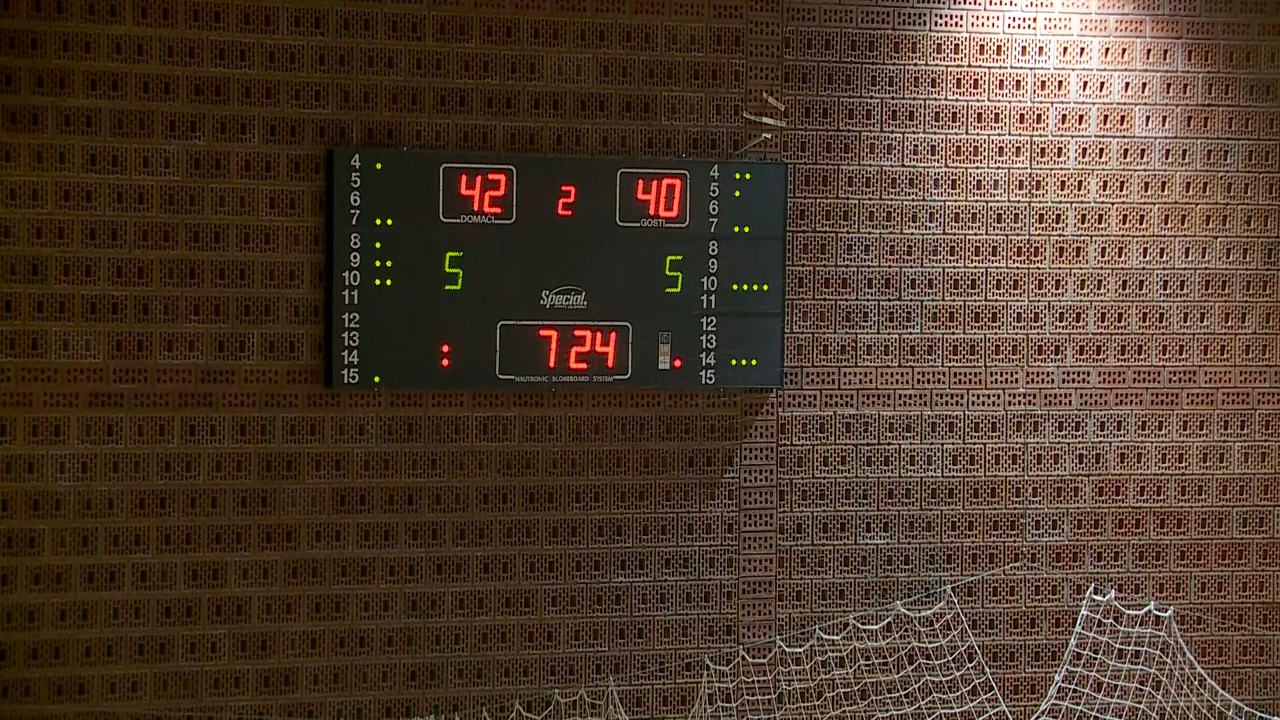 4 42 2 40 4
5 DOMAĆI GOSTI 5
6 6
7 7
8 8
9 5 5 9
10 10
11 Special. 11
12 12
13 7 24 13
14 14
15 NAUTRONIC SCOREBOARD SYSTEM 15